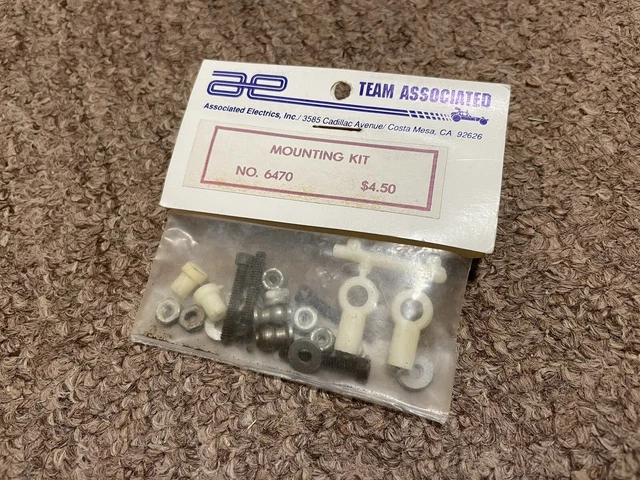 ae TEAM ASSOCIATED
Associated Electrics, Inc./ 3585 Cadillac Avenue/ Costa Mesa, CA 92626
MOUNTING KIT
NO. 6470 $4.50